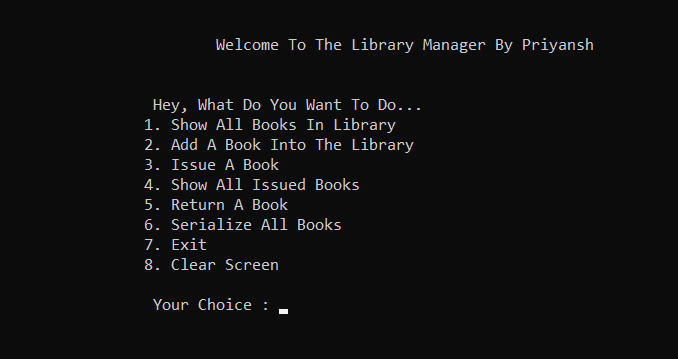 Welcome To The Library Manager By Priyansh
Hey, What Do You Want To Do...
1. Show All Books In Library
2. Add A Book Into The Library
3. Issue A Book
4. Show All Issued Books
5. Return A Book
6. Serialize All Books
7. Exit
8. Clear Screen
Your Choice :